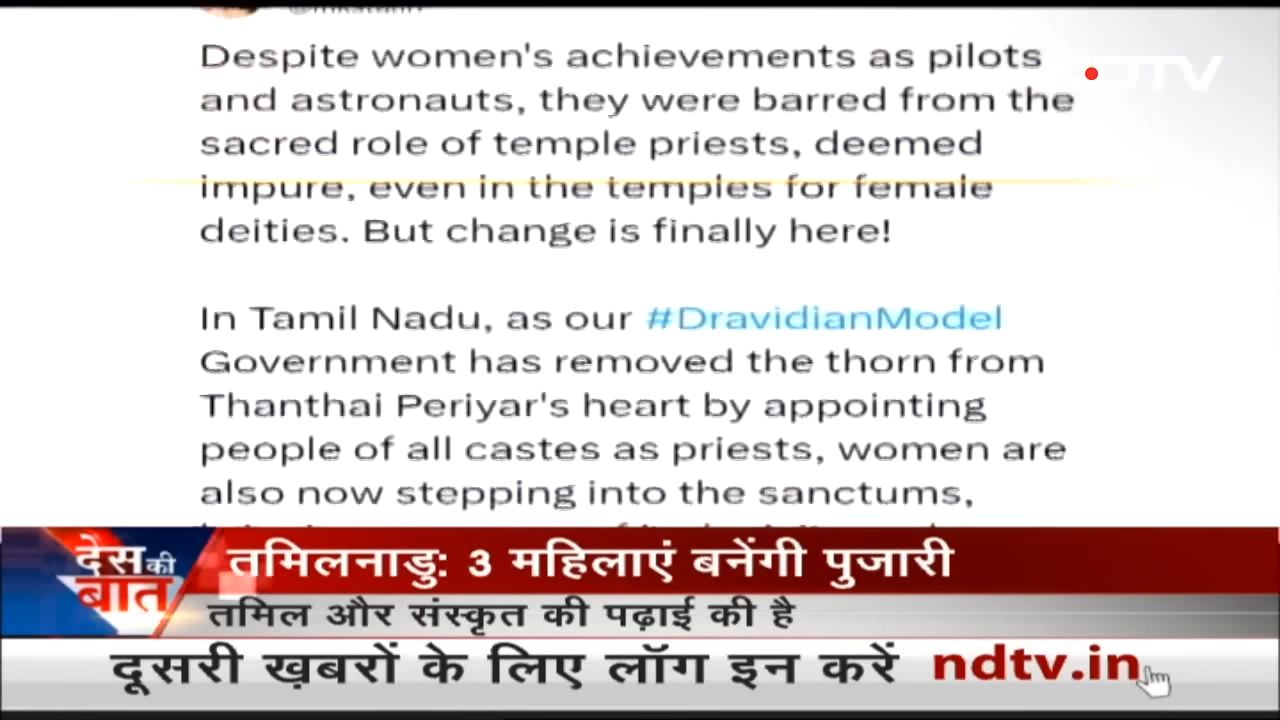 Despite women's achievements as pilots
NDTV
and astronauts, they were barred from the
sacred role of temple priests, deemed
impure, even in the temples for female
deities. But change is finally here!
In Tamil Nadu, as our #DravidianModel
Government has removed the thorn from
Thanthai Periyar's heart by appointing
people of all castes as priests, women are
also now stepping into the sanctums,
देस की
बात
तमिलनाडु: 3 महिलाएं बनेंगी पुजारी
तमिल और संस्कृत की पढ़ाई की है
दूसरी ख़बरों के लिए लॉग इन करें ndtv.in